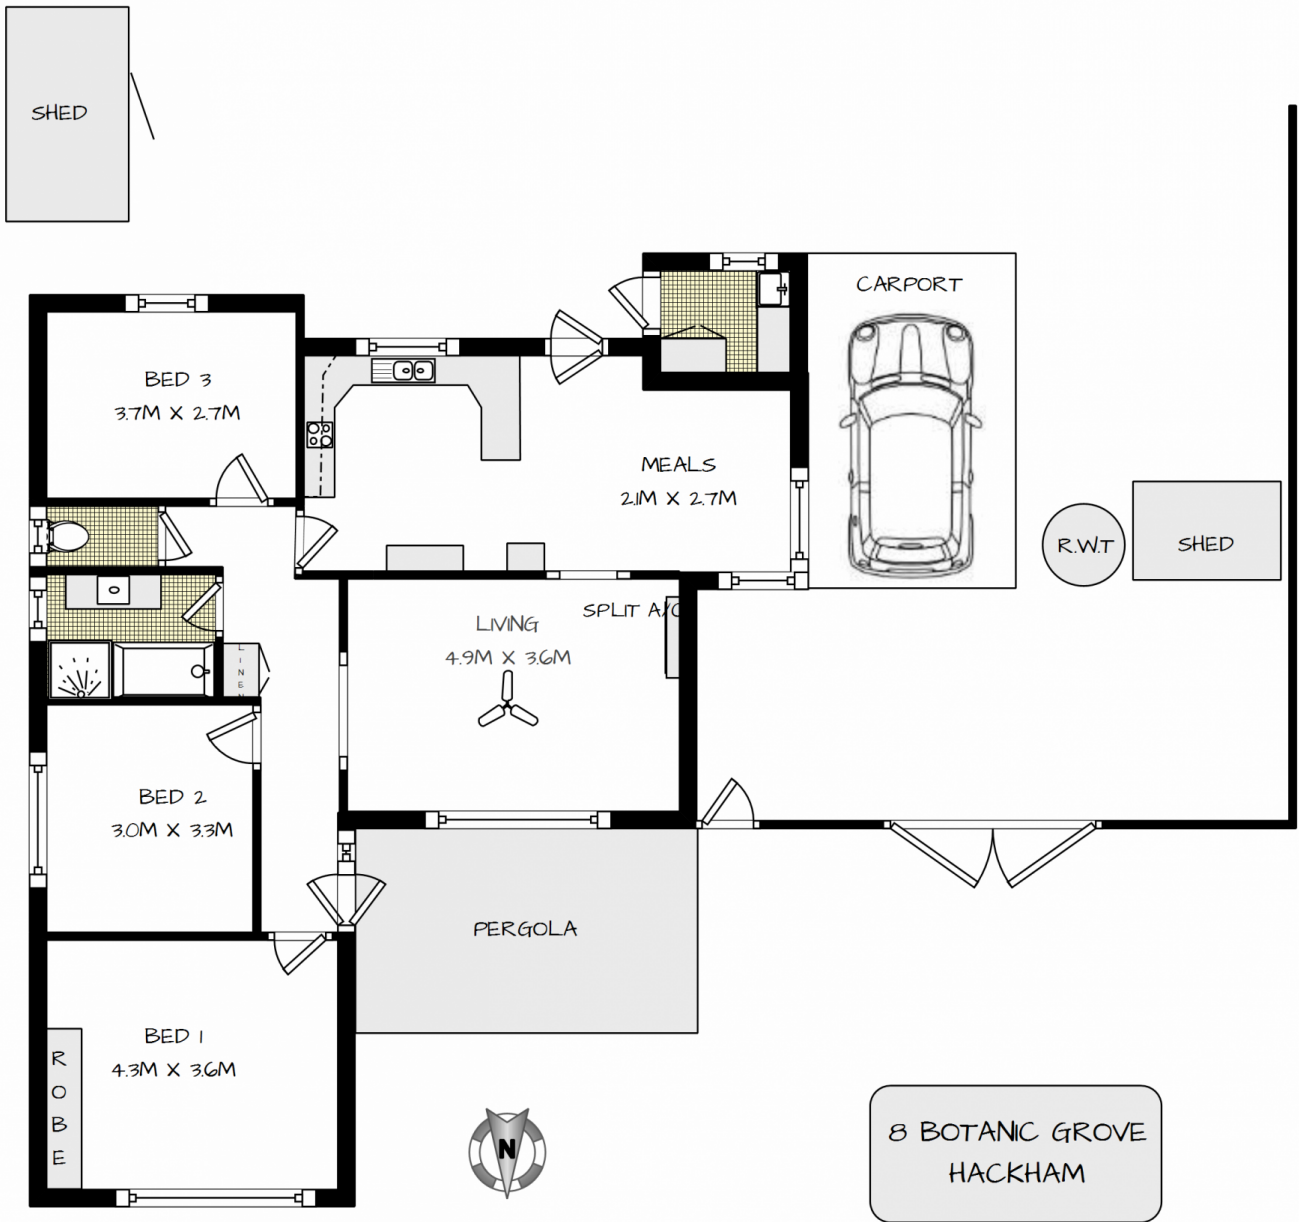 SHED
CARPORT
BED 3
3.7M X 2.7M
MEALS
2.1M X 2.7M
R.W.T
SHED
SPLIT A/C
LIVING
4.9M X 3.6M
LINEN
BED 2
3.0M X 3.3M
PERGOLA
BED 1
4.3M X 3.6M
ROBE
N
8 BOTANIC GROVE
HACKHAM